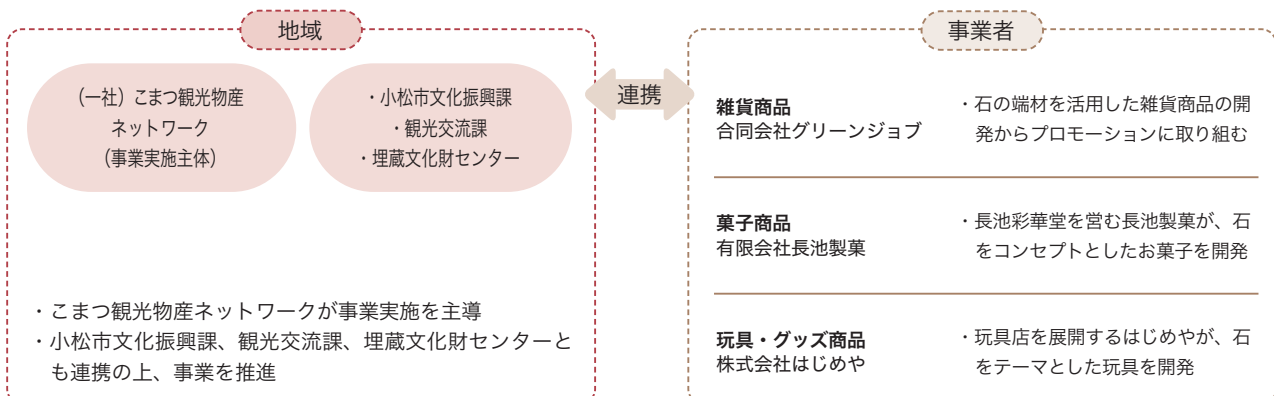 地域
(一社)こまつ観光物産
ネットワーク
(事業実施主体)
・小松市文化振興課
・観光交流課
・埋蔵文化財センター
・こまつ観光物産ネットワークが事業実施を主導
・小松市文化振興課、観光交流課、埋蔵文化財センターと
も連携の上、事業を推進
連携
事業者
雑貨商品
合同会社グリーンジョブ
・石の端材を活用した雑貨商品の開
発からプロモーションに取り組む
菓子商品
有限会社長池製菓
・長池彩華堂を営む長池製菓が、石
をコンセプトとしたお菓子を開発
玩具・グッズ商品
株式会社はじめや
・玩具店を展開するはじめやが、石
をテーマとした玩具を開発